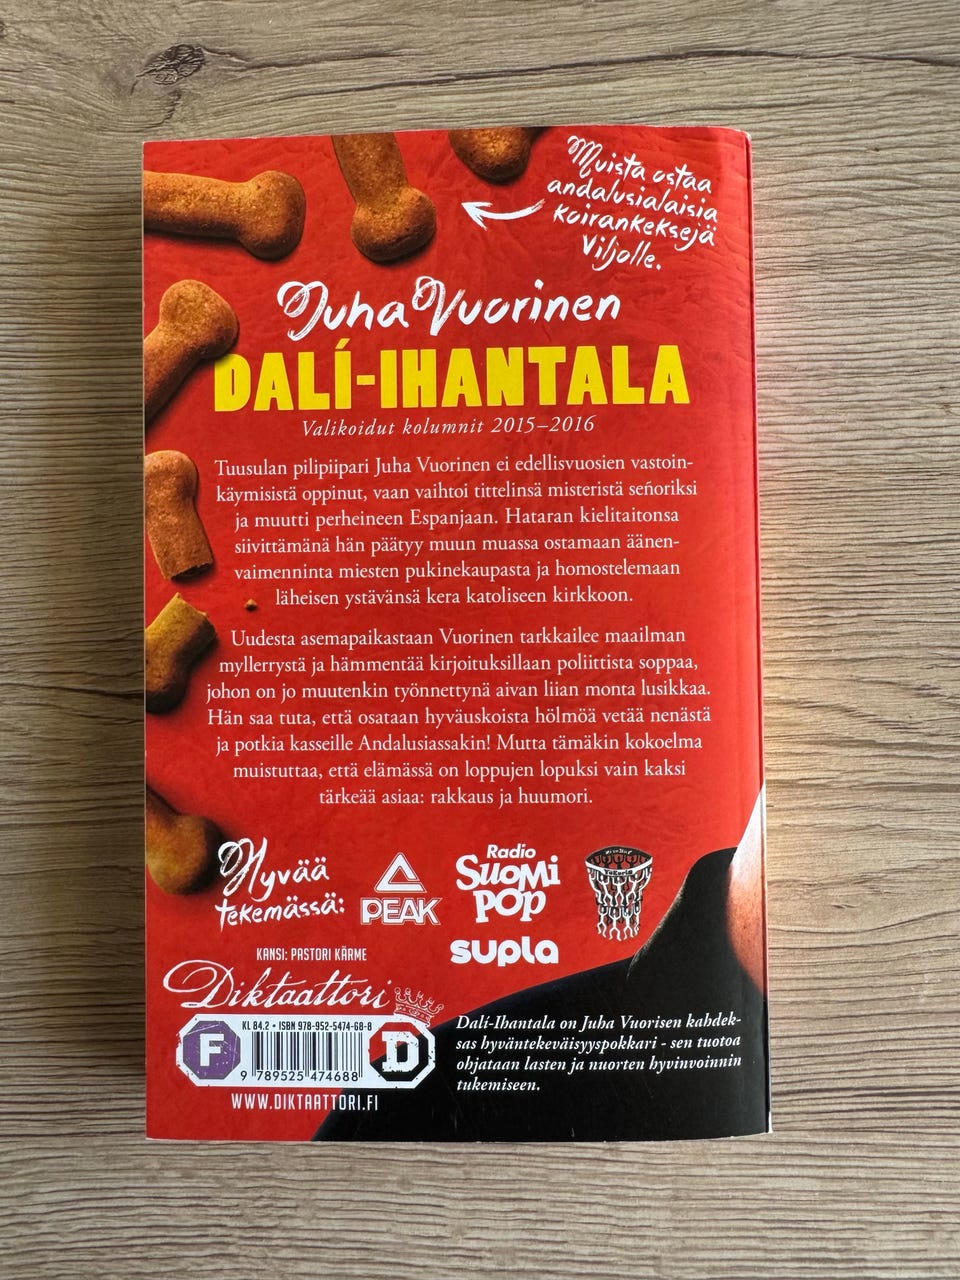 Muista ostaa
andalusialaisia
koirankeksejä
Viljolle.
Juha Vuorinen
DALÍ-IHANTALA
Valikoidut kolumnit 2015–2016
Tuusulan pilipiipari Juha Vuorinen ei edellisvuosien vastoin-
käymisistä oppinut, vaan vaihtoi tittelinsä misteristä señoriksi
ja muutti perheineen Espanjaan. Hataran kielitaitonsa
siivittämänä hän päätyy muun muassa ostamaan äänen-
vaimenninta miesten pukinekaupasta ja homostelemaan
läheisen ystävänsä kera katoliseen kirkkoon.
Uudesta asemapaikastaan Vuorinen tarkkailee maailman
myllerrystä ja hämmentää kirjoituksillaan poliittista soppaa,
johon on jo muutenkin työnnettynä aivan liian monta lusikkaa.
Hän saa tuta, että osataan hyväuskoista hölmöä vetää nenästä
ja potkia kasseille Andalusiassakin! Mutta tämäkin kokoelma
muistuttaa, että elämässä on loppujen lopuksi vain kaksi
tärkeää asiaa: rakkaus ja huumori.
Hyvää
tekemässä:
PEAK
Radio
SUOMI
POP
supla
KANSI: PASTORI KÄRME
Diktaattori
KL 84.2 • ISBN 978-952-5474-68-8
F
D
9 789525 474688
WWW.DIKTAATTORI.FI
Dalí-Ihantala on Juha Vuorisen kahdek-
sas hyväntekeväisyyspokkari - sen tuotoa
ohjataan lasten ja nuorten hyvinvoinnin
tukemiseen.